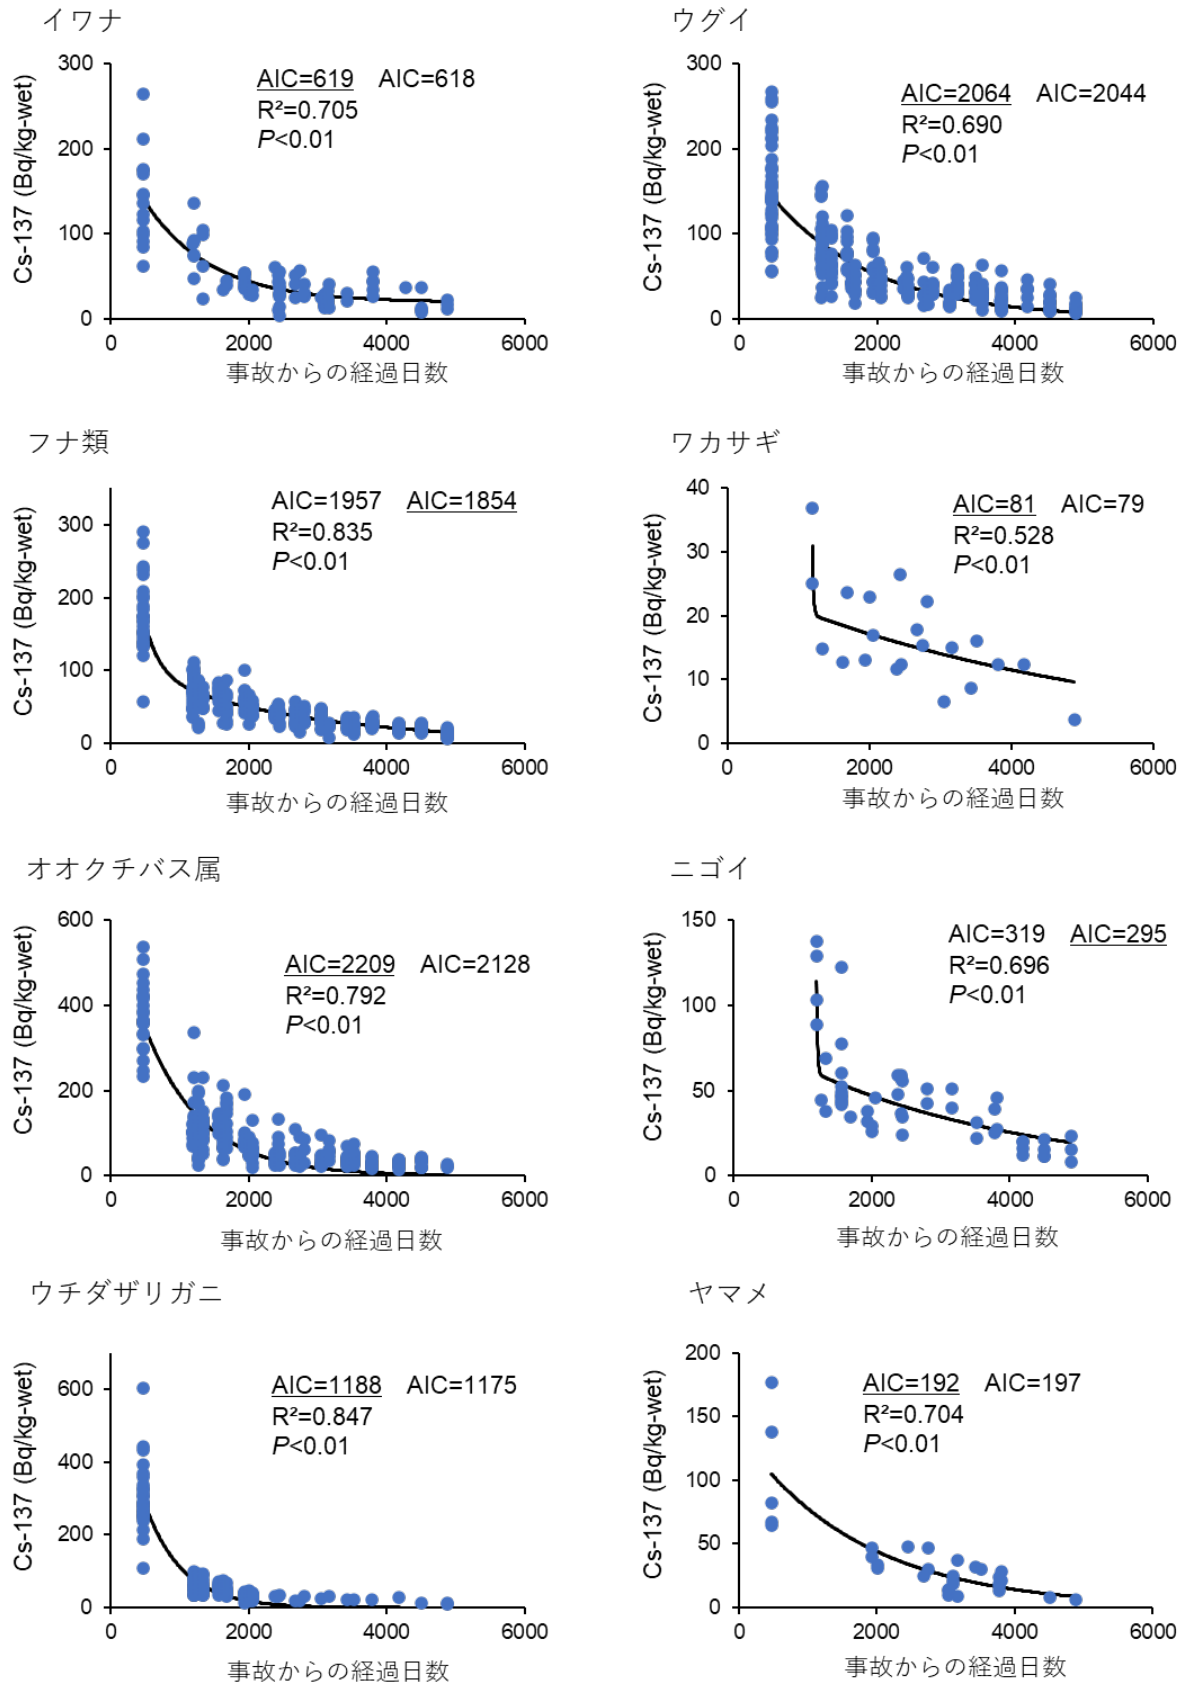 イワナ
Cs-137 (Bq/kg-wet)
300
200
100
0
AIC=619 AIC=618
R²=0.705
P<0.01
0 2000 4000 6000
事故からの経過日数
ウグイ
Cs-137 (Bq/kg-wet)
300
200
100
0
AIC=2064 AIC=2044
R²=0.690
P<0.01
0 2000 4000 6000
事故からの経過日数
フナ類
Cs-137 (Bq/kg-wet)
300
200
100
0
AIC=1957 AIC=1854
R²=0.835
P<0.01
0 2000 4000 6000
事故からの経過日数
ワカサギ
Cs-137 (Bq/kg-wet)
40
30
20
10
0
AIC=81 AIC=79
R²=0.528
P<0.01
0 2000 4000 6000
事故からの経過日数
オオクチバス属
Cs-137 (Bq/kg-wet)
600
400
200
0
AIC=2209 AIC=2128
R²=0.792
P<0.01
0 2000 4000 6000
事故からの経過日数
ニゴイ
Cs-137 (Bq/kg-wet)
150
100
50
0
AIC=319 AIC=295
R²=0.696
P<0.01
0 2000 4000 6000
事故からの経過日数
ウチダザリガニ
Cs-137 (Bq/kg-wet)
600
400
200
0
AIC=1188 AIC=1175
R²=0.847
P<0.01
0 2000 4000 6000
事故からの経過日数
ヤマメ
Cs-137 (Bq/kg-wet)
200
150
100
50
0
AIC=192 AIC=197
R²=0.704
P<0.01
0 2000 4000 6000
事故からの経過日数